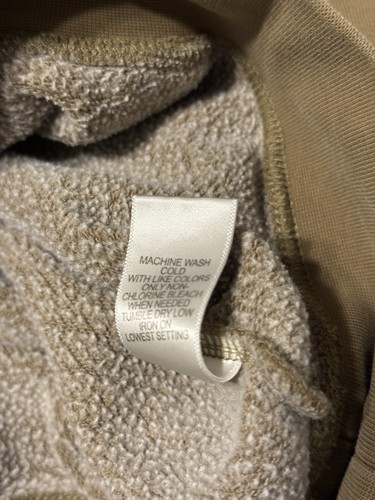 MACHINE WASH
COLD
WITH LIKE COLORS
ONLY NON-
CHLORINE BLEACH
WHEN NEEDED
TUMBLE DRY LOW
IRON ON
LOWEST SETTING